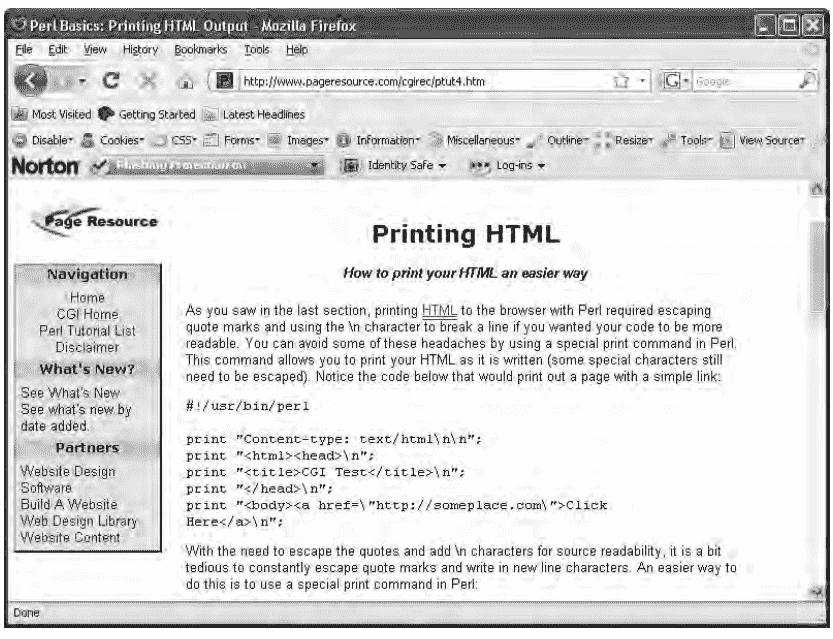 Perl Basics: Printing HTML Output - Mozilla Firefox
File Edit View History Bookmarks Tools Help
http://www.pageresource.com/cgirec/ptut4.htm
G Google
Most Visited Getting Started Latest Headlines
Disable Cookies CSS Forms Images Information Miscellaneous Outline Resize Tools View Source
Norton Identity Safe Log-ins
Page Resource
Printing HTML
How to print your HTML an easier way
Navigation
Home
CGI Home
Perl Tutorial List
Disclaimer
What's New?
See What's New
See what's new by
date added.
Partners
Website Design
Software
Build A Website
Web Design Library
Website Content
As you saw in the last section, printing HTML to the browser with Perl required escaping
quote marks and using the \n character to break a line if you wanted your code to be more
readable. You can avoid some of these headaches by using a special print command in Perl.
This command allows you to print your HTML as it is written (some special characters still
need to be escaped). Notice the code below that would print out a page with a simple link:
#!/usr/bin/perl
print "Content-type: text/html\n\n";
print "<html><head>\n";
print "<title>CGI Test</title>\n";
print "</head>\n";
print "<body><a href=\"http://someplace.com\">Click
Here</a>\n";
With the need to escape the quotes and add \n characters for source readability, it is a bit
tedious to constantly escape quote marks and write in new line characters. An easier way to
do this is to use a special print command in Perl:
Done